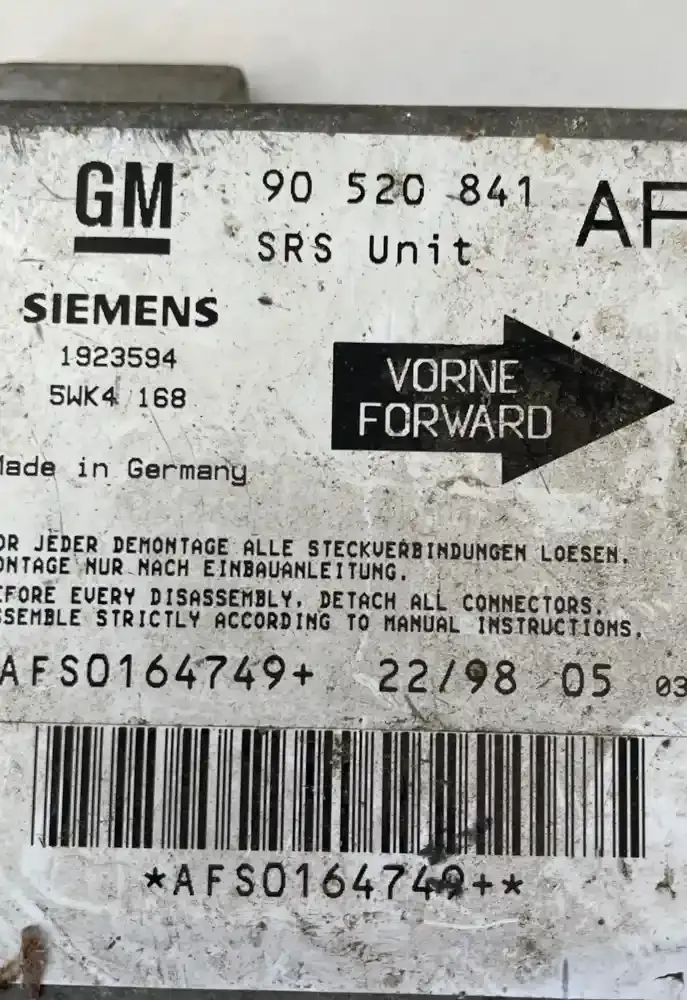 GM
90 520 841
AF
SRS Unit
SIEMENS
1923594
5WK4 168
VORNE
FORWARD
Made in Germany
OR JEDER DEMONTAGE ALLE STECKVERBINDUNGEN LOESEN.
ONTAGE NUR NACH EINBAUANLEITUNG.
EFORE EVERY DISASSEMBLY, DETACH ALL CONNECTORS.
SSEMBLE STRICTLY ACCORDING TO MANUAL INSTRUCTIONS.
AFS0164749+ 22/98 05 03
*AFS0164749+*